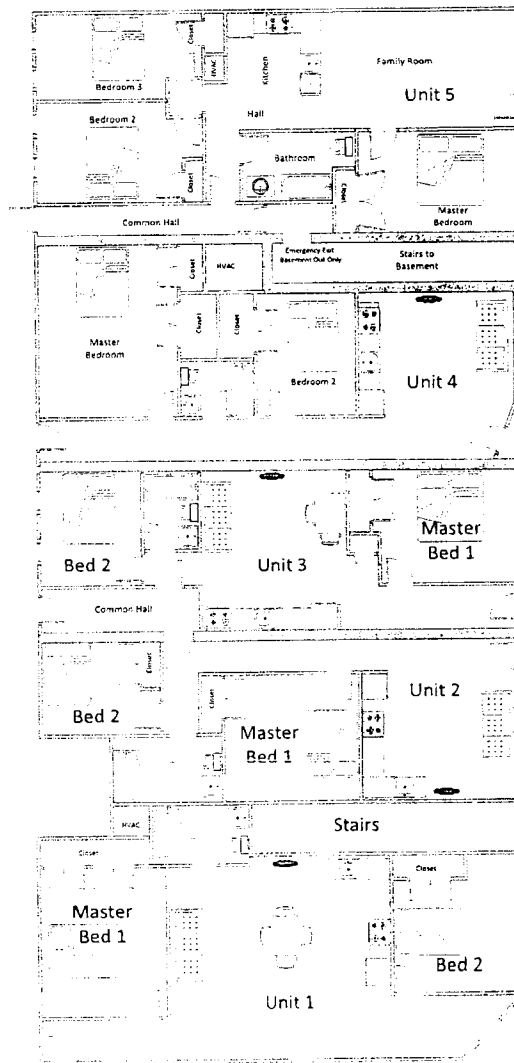 Closet
HVAC
Kitchen
Family Room
Bedroom 3
Unit 5
Hall
Bedroom 2
Bathroom
Closet
Closet
Master
Bedroom
Common Hall
Emergency Exit
Basement Out Only
Stairs to
Basement
Closet
HVAC
Master
Bedroom
Closet
Closet
Bedroom 2
Unit 4
A
Bed 2
Unit 3
Master
Bed 1
Common Hall
Closet
Bed 2
Closet
Master
Bed 1
Unit 2
HVAC
Stairs
Closet
Closet
Master
Bed 1
Bed 2
Unit 1